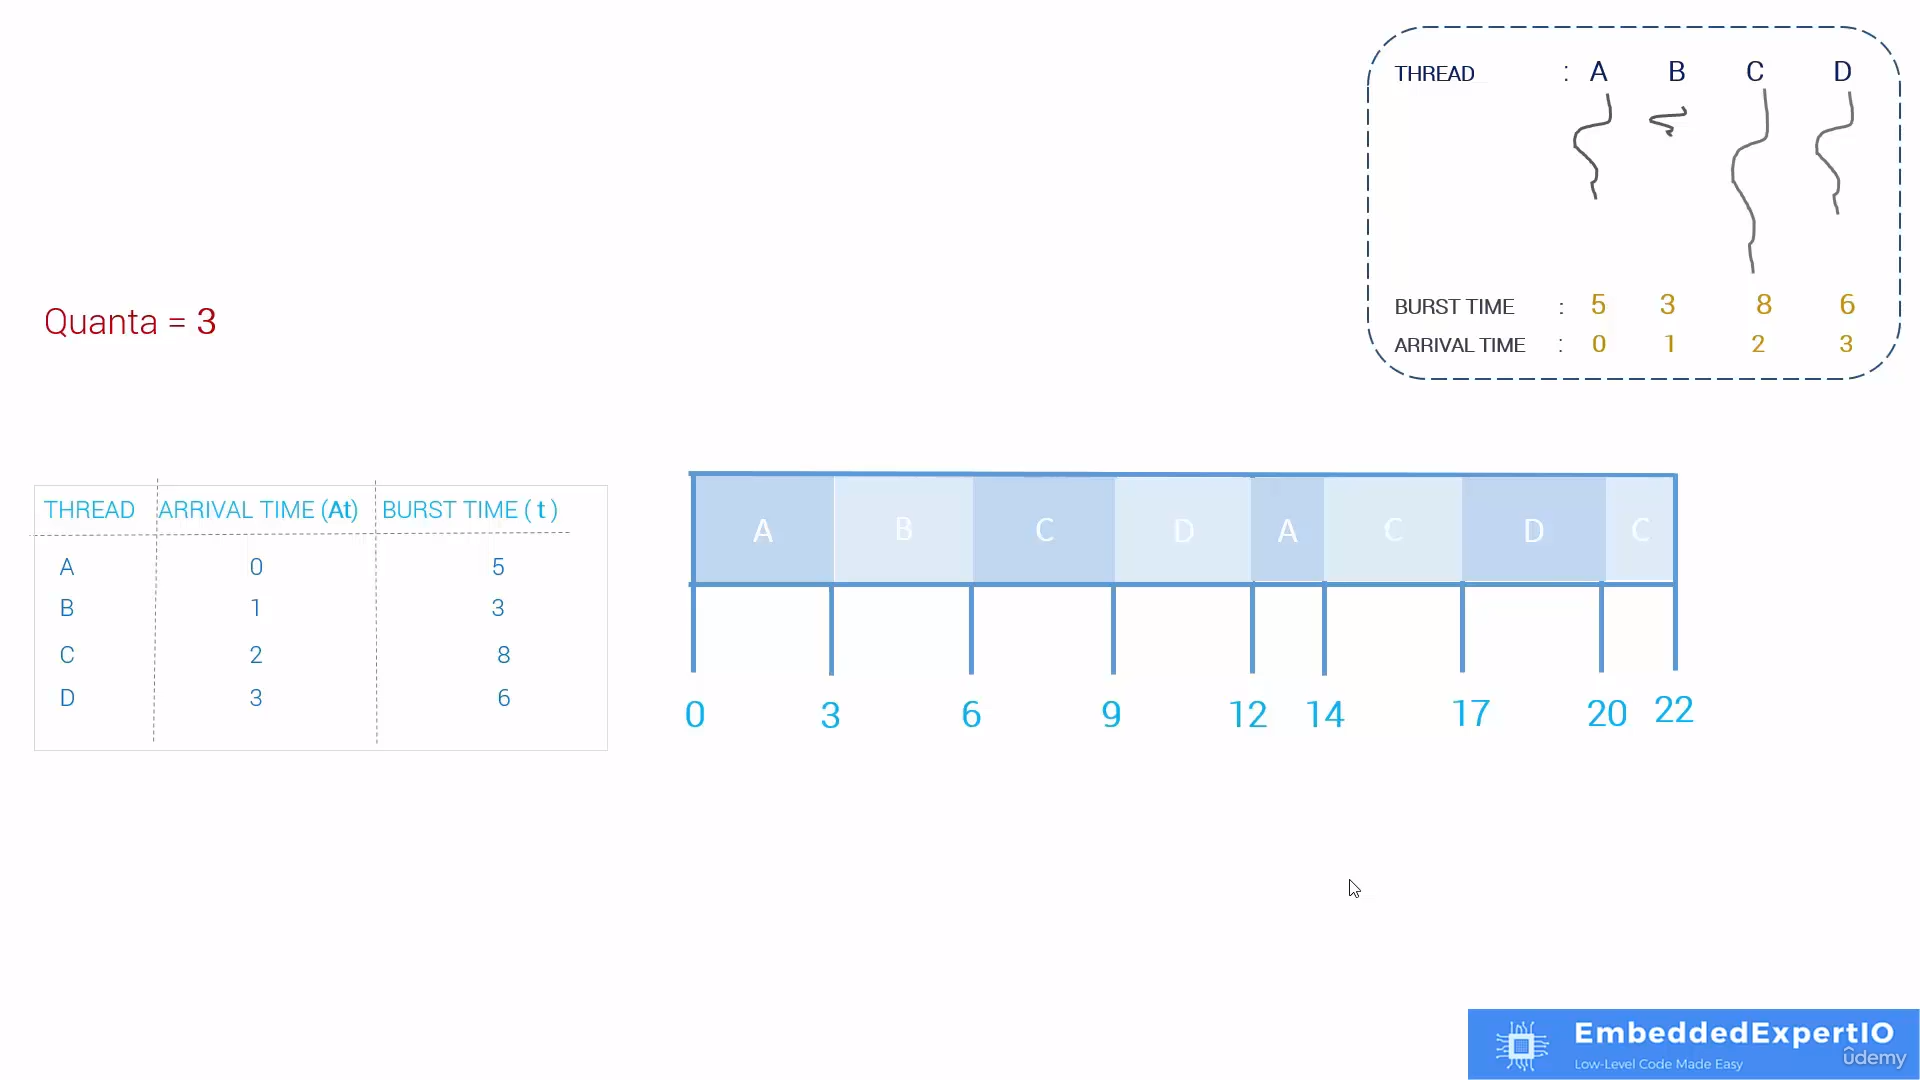 THREAD : A B C D
BURST TIME : 5 3 8 6
ARRIVAL TIME : 0 1 2 3
Quanta = 3
THREAD ARRIVAL TIME (At) BURST TIME ( t )
A 0 5
B 1 3
C 2 8
D 3 6
A B C D A C D C
0 3 6 9 12 14 17 20 22
EmbeddedExpertIO
Low-Level Code Made Easy
udemy